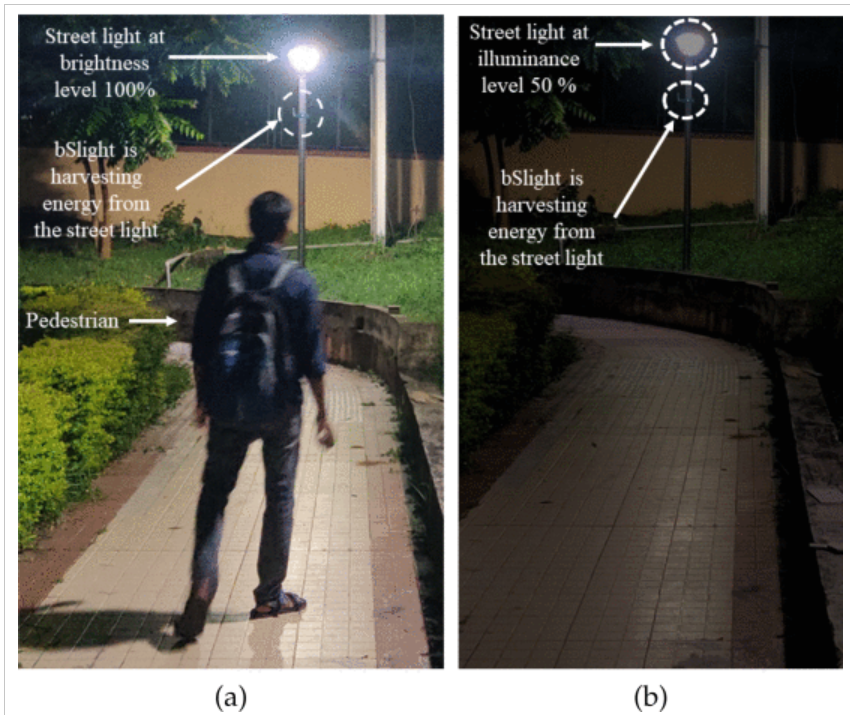 Street light at
brightness
level 100%
bSlight is
harvesting
energy from
the street light
Pedestrian
(a)
Street light at
illuminance
level 50 %
bSlight is
harvesting
energy from
the street light
(b)